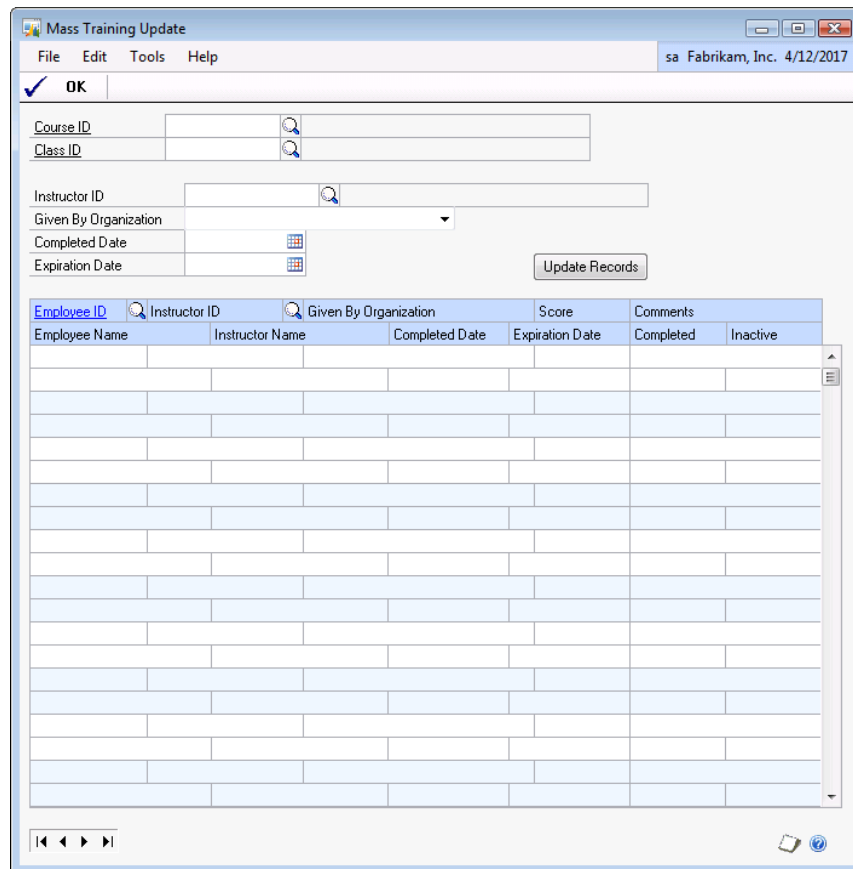 Mass Training Update
File Edit Tools Help sa Fabrikam, Inc. 4/12/2017
OK
Course ID
Class ID
Instructor ID
Given By Organization
Completed Date
Expiration Date Update Records
Employee ID Instructor ID Given By Organization Score Comments
Employee Name Instructor Name Completed Date Expiration Date Completed Inactive